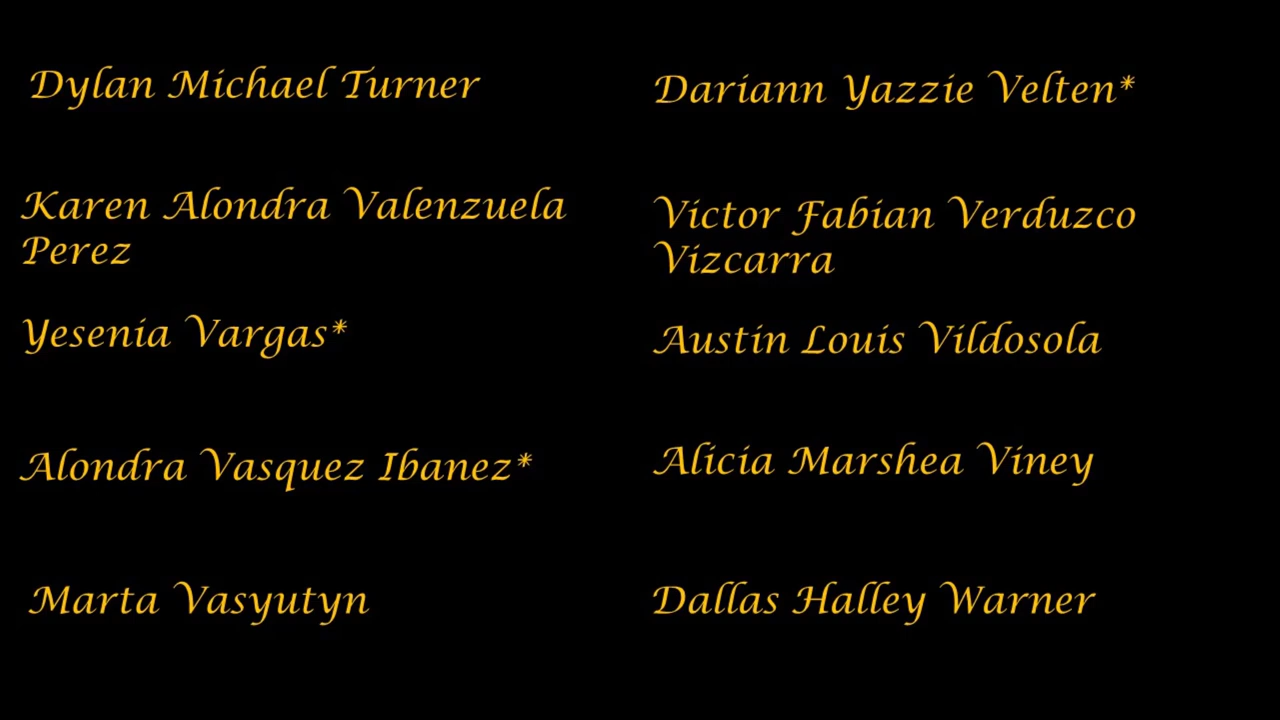 Dylan Michael Turner
Karen Alondra Valenzuela
Perez
Yesenia Vargas*
Alondra Vasquez Ibanez*
Marta Vasyutyn
Dariann Yazzie Velten*
Victor Fabian Verduzco
Vizcarra
Austin Louis Vildosola
Alicia Marshea Viney
Dallas Halley Warner